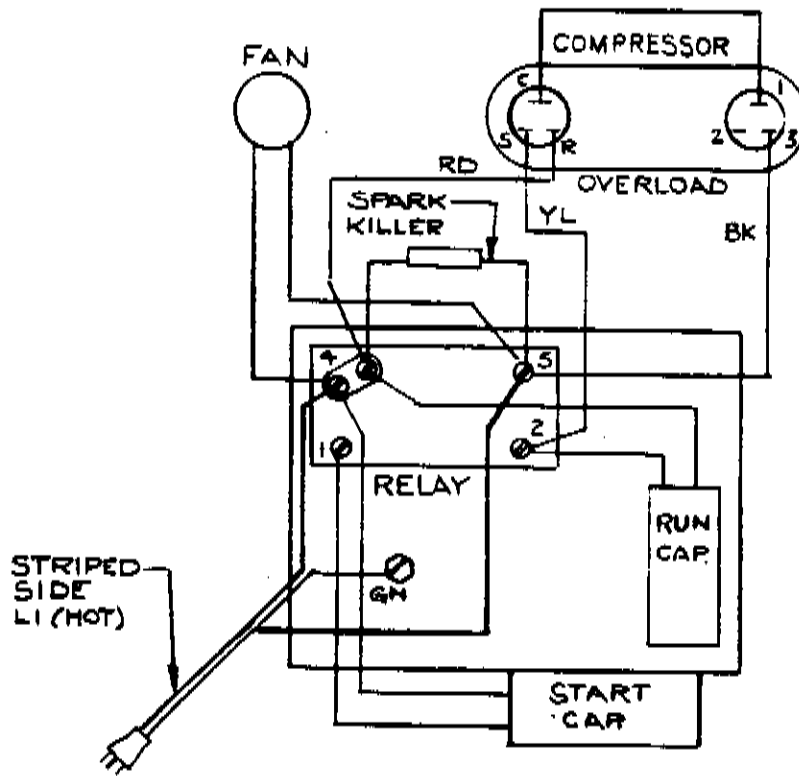 COMPRESSOR
FAN
C
1
S
R
2
3
RD
OVERLOAD
SPARK
KILLER
YL
BK
4
5
1
2
RELAY
RUN
CAP.
STRIPED
SIDE
L1 (HOT)
GN
START
CAP.